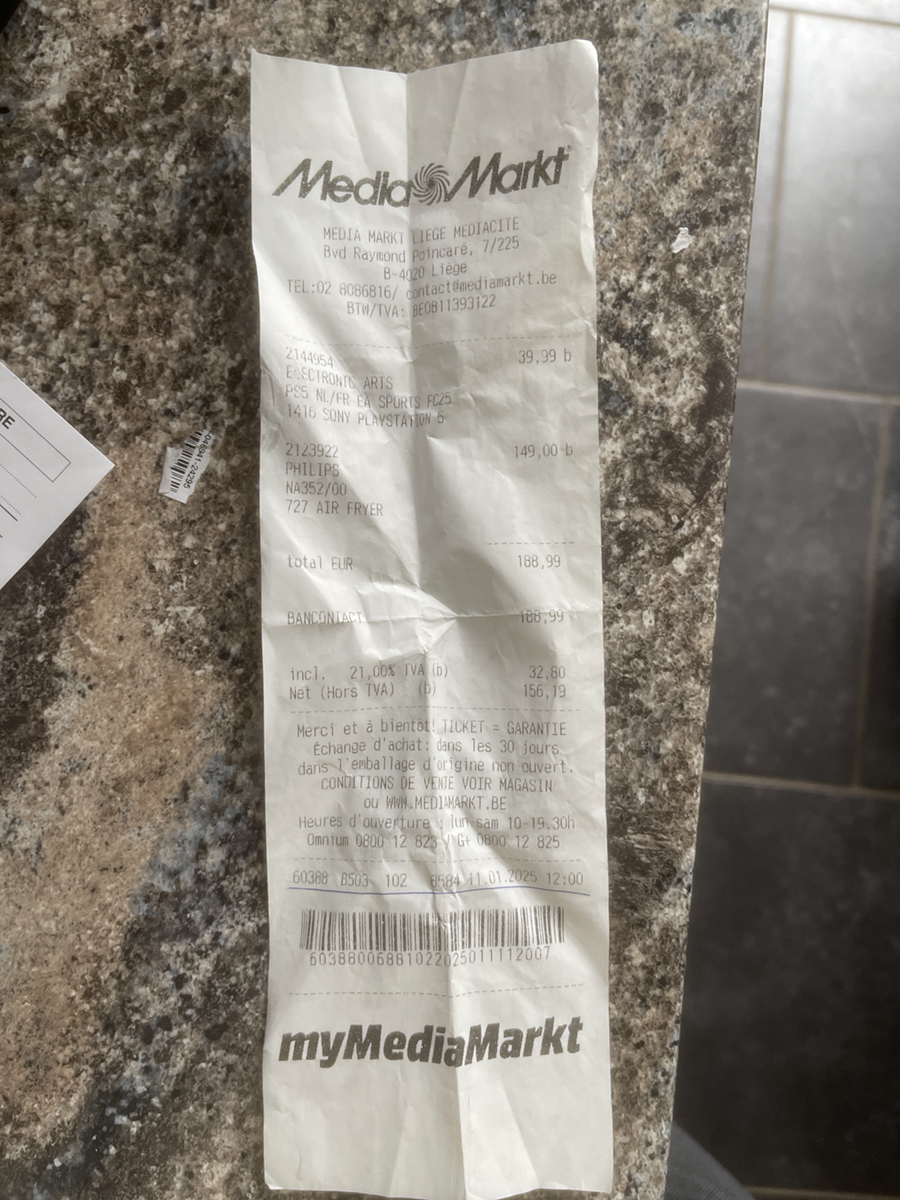 Media Markt
MEDIA MARKT LIEGE MEDIACITE
Bvd Raymond Poincaré, 7/225
B-4020 Liège
TEL:02 8086816/ contact@mediamarkt.be
BTW/TVA: BE0811393122
2144954 39,99 b
ELECTRONIC ARTS
PS5 NL/FR EA SPORTS FC25
1416 SONY PLAYSTATION 5
2123922 149,00 b
PHILIPS
NA352/00
727 AIR FRYER
total EUR 188,99
BANCONTACT 188,99
incl. 21,00% TVA (b) 32,80
Net (Hors TVA) (b) 156,19
Merci et à bientôt! TICKET = GARANTIE
Échange d'achat: dans les 30 jours
dans l'emballage d'origine non ouvert.
CONDITIONS DE VENTE VOIR MAGASIN
ou WWW.MEDIAMARKT.BE
Heures d'ouverture : lun-sam 10-19.30h
Omnium 0800 12 823 / G+ 0800 12 825
60388 102 8584 11.01.2025 12:00
myMediaMarkt
RE